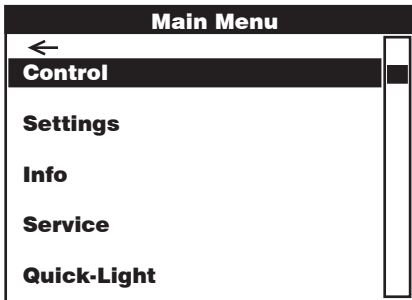 Main Menu
←
Control
Settings
Info
Service
Quick-Light